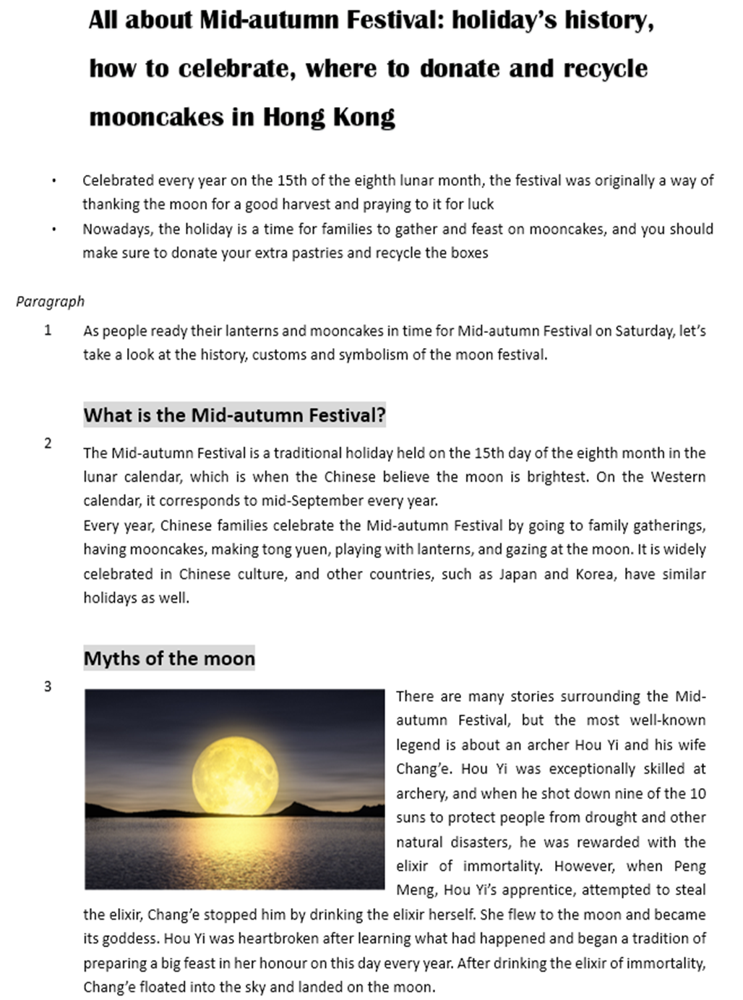 All about Mid-autumn Festival: holiday’s history,
how to celebrate, where to donate and recycle
mooncakes in Hong Kong
• Celebrated every year on the 15th of the eighth lunar month, the festival was originally a way of
thanking the moon for a good harvest and praying to it for luck
• Nowadays, the holiday is a time for families to gather and feast on mooncakes, and you should
make sure to donate your extra pastries and recycle the boxes
Paragraph
1 As people ready their lanterns and mooncakes in time for Mid-autumn Festival on Saturday, let’s
take a look at the history, customs and symbolism of the moon festival.
What is the Mid-autumn Festival?
2
The Mid-autumn Festival is a traditional holiday held on the 15th day of the eighth month in the
lunar calendar, which is when the Chinese believe the moon is brightest. On the Western
calendar, it corresponds to mid-September every year.
Every year, Chinese families celebrate the Mid-autumn Festival by going to family gatherings,
having mooncakes, making tong yuen, playing with lanterns, and gazing at the moon. It is widely
celebrated in Chinese culture, and other countries, such as Japan and Korea, have similar
holidays as well.
Myths of the moon
3
There are many stories surrounding the Mid-
autumn Festival, but the most well-known
legend is about an archer Hou Yi and his wife
Chang’e. Hou Yi was exceptionally skilled at
archery, and when he shot down nine of the 10
suns to protect people from drought and other
natural disasters, he was rewarded with the
elixir of immortality. However, when Peng
Meng, Hou Yi’s apprentice, attempted to steal
the elixir, Chang’e stopped him by drinking the elixir herself. She flew to the moon and became
its goddess. Hou Yi was heartbroken after learning what had happened and began a tradition of
preparing a big feast in her honour on this day every year. After drinking the elixir of immortality,
Chang’e floated into the sky and landed on the moon.